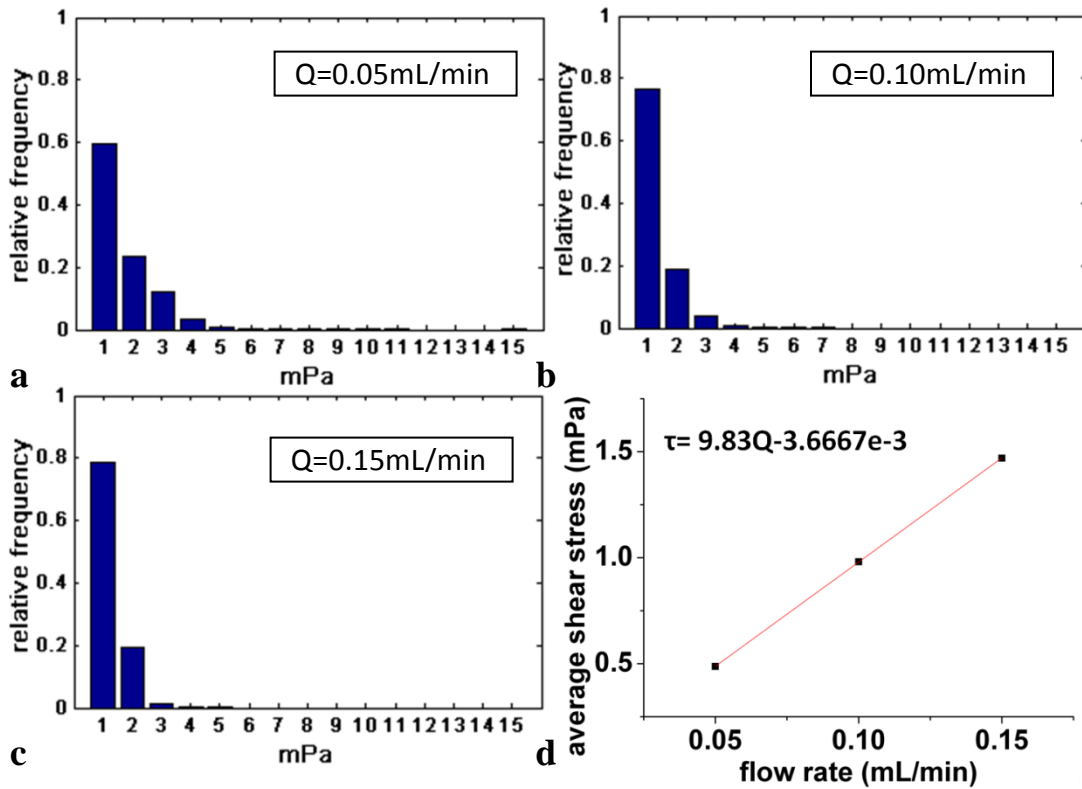 1
0.8
0.6
0.4
0.2
0
relative frequency
Q=0.05mL/min
1 2 3 4 5 6 7 8 9 10 11 12 13 14 15
mPa
a
1
0.8
0.6
0.4
0.2
0
relative frequency
Q=0.10mL/min
1 2 3 4 5 6 7 8 9 10 11 12 13 14 15
mPa
b
1
0.8
0.6
0.4
0.2
0
relative frequency
Q=0.15mL/min
1 2 3 4 5 6 7 8 9 10 11 12 13 14 15
mPa
c
τ= 9.83Q-3.6667e-3
1.5
1.0
0.5
average shear stress (mPa)
0.05 0.10 0.15
flow rate (mL/min)
d